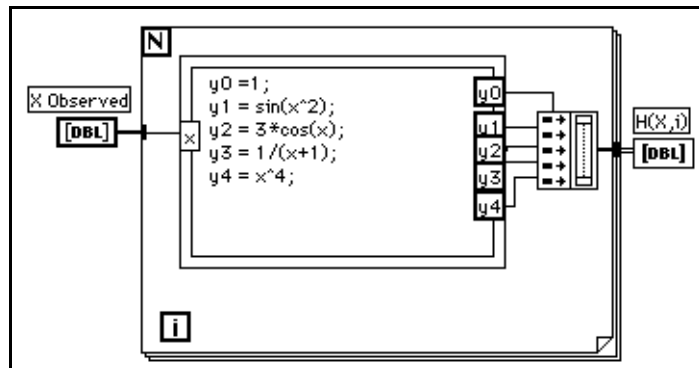 N
X Observed
[DBL]
x
y0 =1;
y1 = sin(x^2);
y2 = 3*cos(x);
y3 = 1/(x+1);
y4 = x^4;
y0
y1
y2
y3
y4
H(X,i)
[DBL]
i